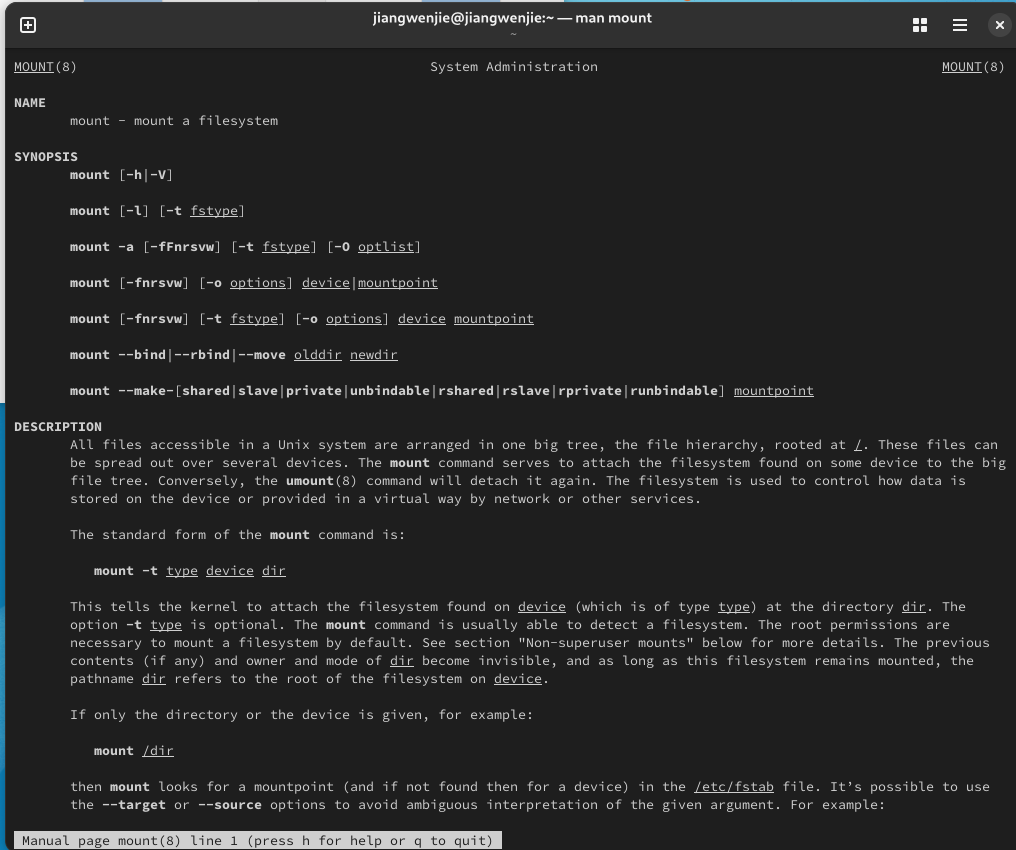 jiangwenjie@jiangwenjie:~ — man mount
~
MOUNT(8) System Administration MOUNT(8)
NAME
mount - mount a filesystem
SYNOPSIS
mount [-h|-V]
mount [-l] [-t fstype]
mount -a [-fFnrsvw] [-t fstype] [-O optlist]
mount [-fnrsvw] [-o options] device|mountpoint
mount [-fnrsvw] [-t fstype] [-o options] device mountpoint
mount --bind|--rbind|--move olddir newdir
mount --make-[shared|slave|private|unbindable|rshared|rslave|rprivate|runbindable] mountpoint
DESCRIPTION
All files accessible in a Unix system are arranged in one big tree, the file hierarchy, rooted at /. These files can
be spread out over several devices. The mount command serves to attach the filesystem found on some device to the big
file tree. Conversely, the umount(8) command will detach it again. The filesystem is used to control how data is
stored on the device or provided in a virtual way by network or other services.
The standard form of the mount command is:
mount -t type device dir
This tells the kernel to attach the filesystem found on device (which is of type type) at the directory dir. The
option -t type is optional. The mount command is usually able to detect a filesystem. The root permissions are
necessary to mount a filesystem by default. See section "Non-superuser mounts" below for more details. The previous
contents (if any) and owner and mode of dir become invisible, and as long as this filesystem remains mounted, the
pathname dir refers to the root of the filesystem on device.
If only the directory or the device is given, for example:
mount /dir
then mount looks for a mountpoint (and if not found then for a device) in the /etc/fstab file. It’s possible to use
the --target or --source options to avoid ambiguous interpretation of the given argument. For example:
Manual page mount(8) line 1 (press h for help or q to quit)